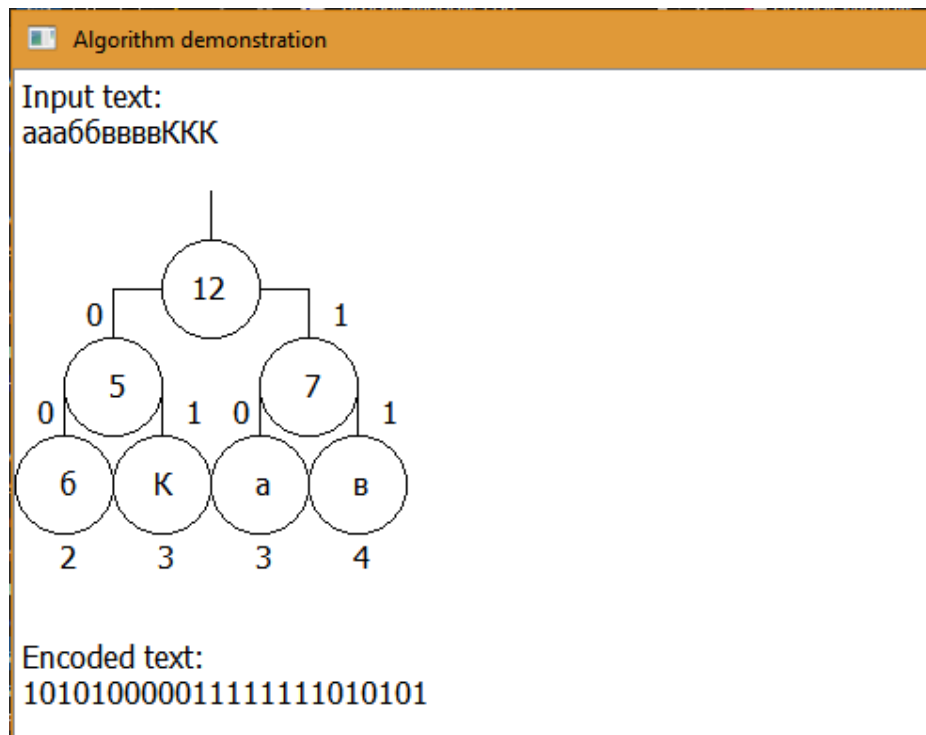 Algorithm demonstration
Input text:
аааббввввККК
12
0 1
5 7
0 1 0 1
б К а в
2 3 3 4
Encoded text:
101010000011111111010101